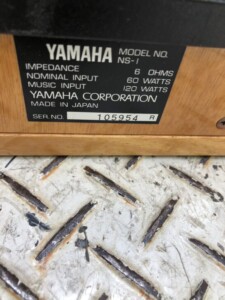 YAMAHA MODEL NO. NS-1
IMPEDANCE 6 OHMS
NOMINAL INPUT 60 WATTS
MUSIC INPUT 120 WATTS
YAMAHA CORPORATION
MADE IN JAPAN
SER NO. 105954 R